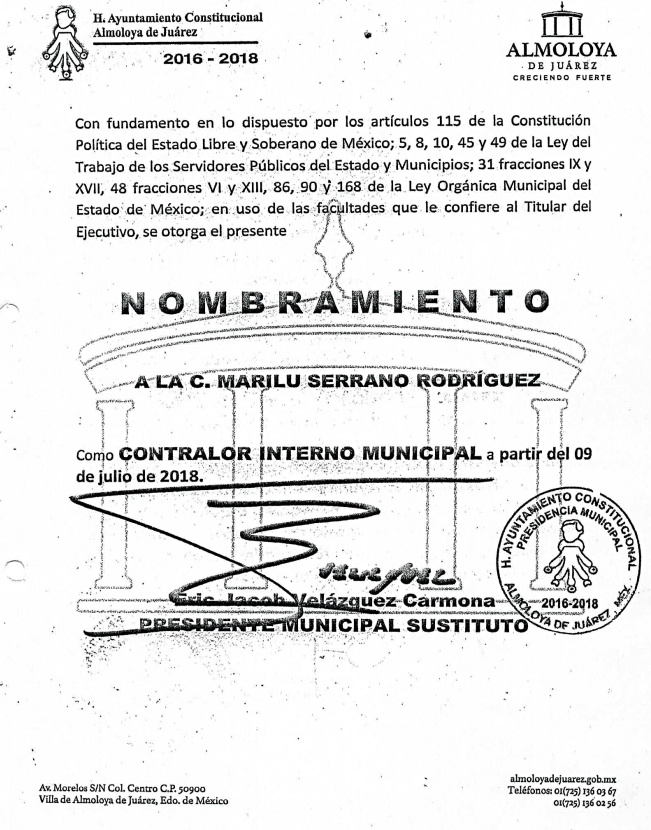 H. Ayuntamiento Constitucional
Almoloya de Juárez
2016 - 2018
ALMOLOYA
DE JUÁREZ
CRECIENDO FUERTE
Con fundamento en lo dispuesto por los artículos 115 de la Constitución
Política del Estado Libre y Soberano de México; 5, 8, 10, 45 y 49 de la Ley del
Trabajo de los Servidores Públicos del Estado y Municipios; 31 fracciones IX y
XVII, 48 fracciones VI y XIII, 86, 90 y 168 de la Ley Orgánica Municipal del
Estado de México; en uso de las facultades que le confiere al Titular del
Ejecutivo, se otorga el presente
NOMBRAMIENTO
A LA C. MARILU SERRANO RODRÍGUEZ
Como CONTRALOR INTERNO MUNICIPAL a partir del 09
de julio de 2018.
Eric Jacob Velázquez Carmona
PRESIDENTE MUNICIPAL SUSTITUTO
H. AYUNTAMIENTO CONSTITUCIONAL
PRESIDENCIA MUNICIPAL
2016-2018
ALMOLOYA DE JUÁREZ, MÉX.
Av. Morelos S/N Col. Centro C.P. 50900
Villa de Almoloya de Juárez, Edo. de México
almoloyadejuarez.gob.mx
Teléfonos: 01(725) 136 03 67
01(725) 136 02 56